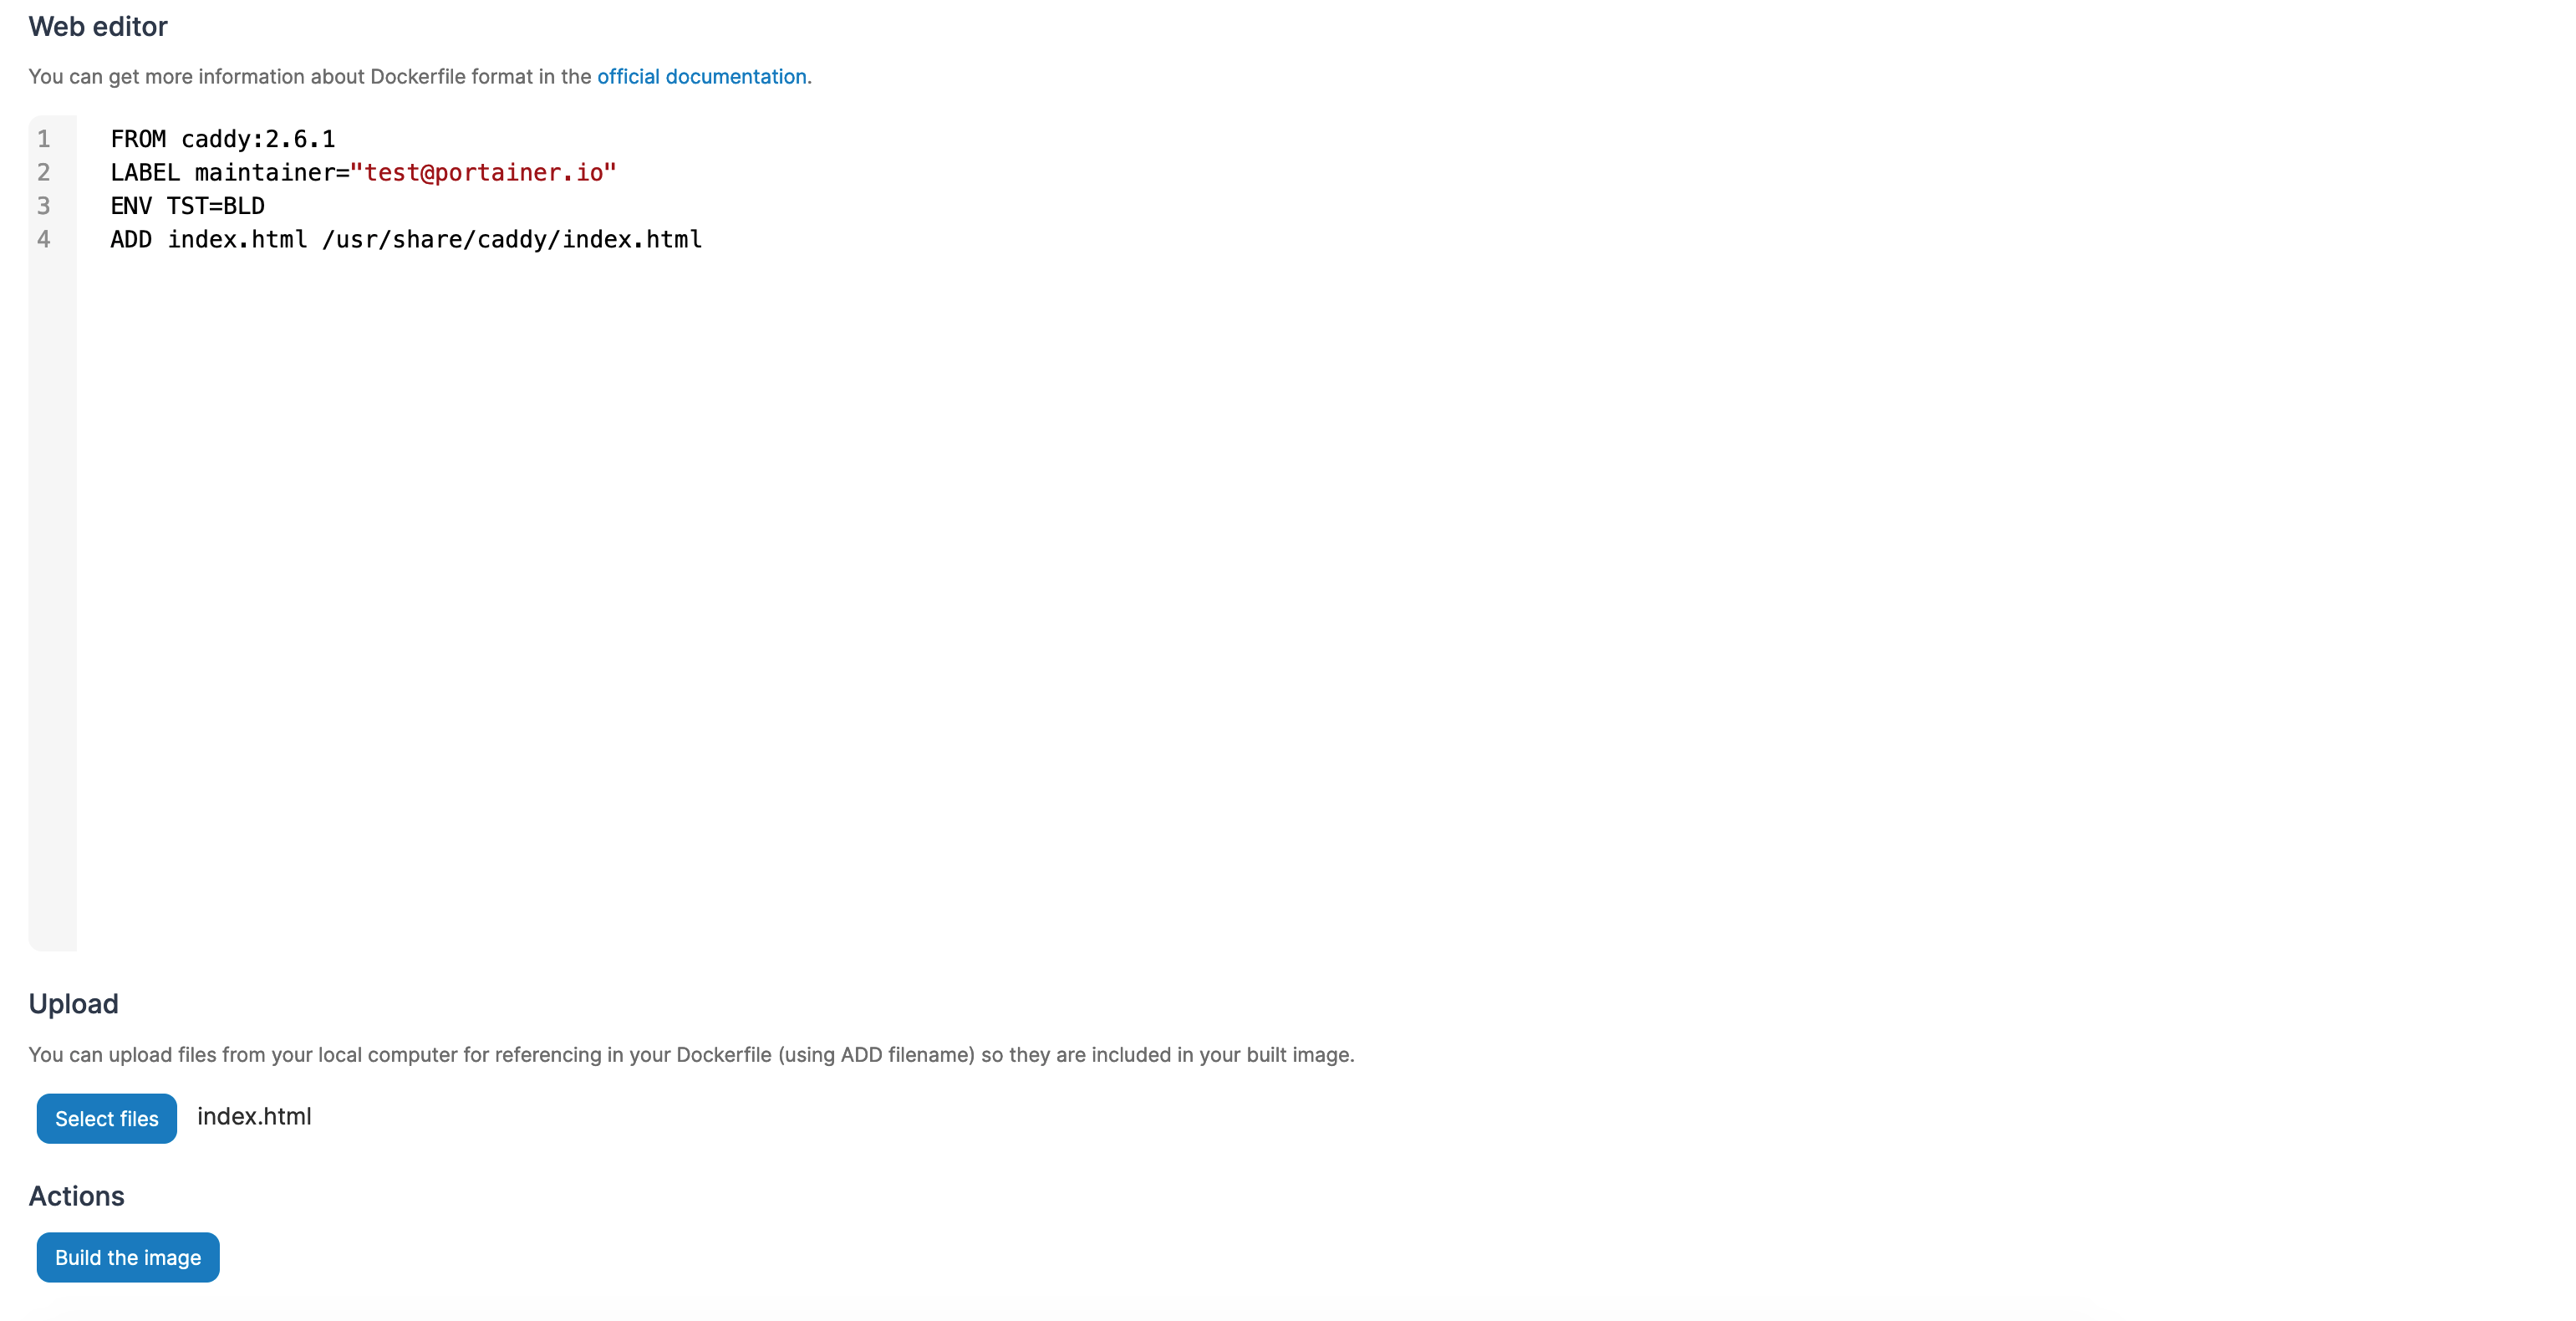 Web editor
You can get more information about Dockerfile format in the official documentation.
1 FROM caddy:2.6.1
2 LABEL maintainer="test@portainer.io"
3 ENV TST=BLD
4 ADD index.html /usr/share/caddy/index.html
Upload
You can upload files from your local computer for referencing in your Dockerfile (using ADD filename) so they are included in your built image.
Select files index.html
Actions
Build the image